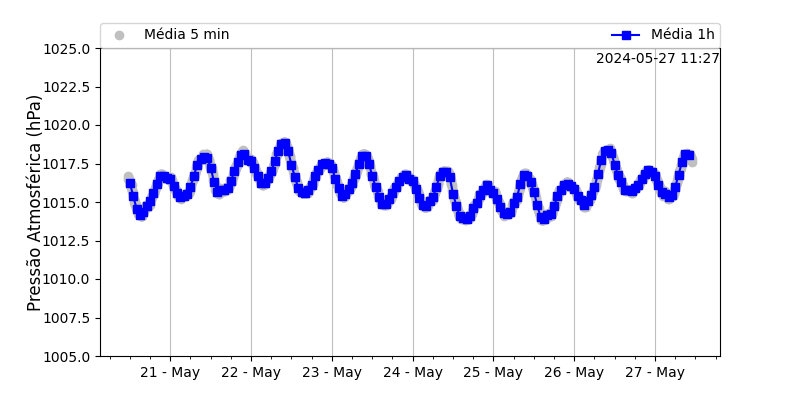 Média 5 min
Média 1h
2024-05-27 11:27
Pressão Atmosférica (hPa)
1025.0
1022.5
1020.0
1017.5
1015.0
1012.5
1010.0
1007.5
1005.0
21 - May
22 - May
23 - May
24 - May
25 - May
26 - May
27 - May